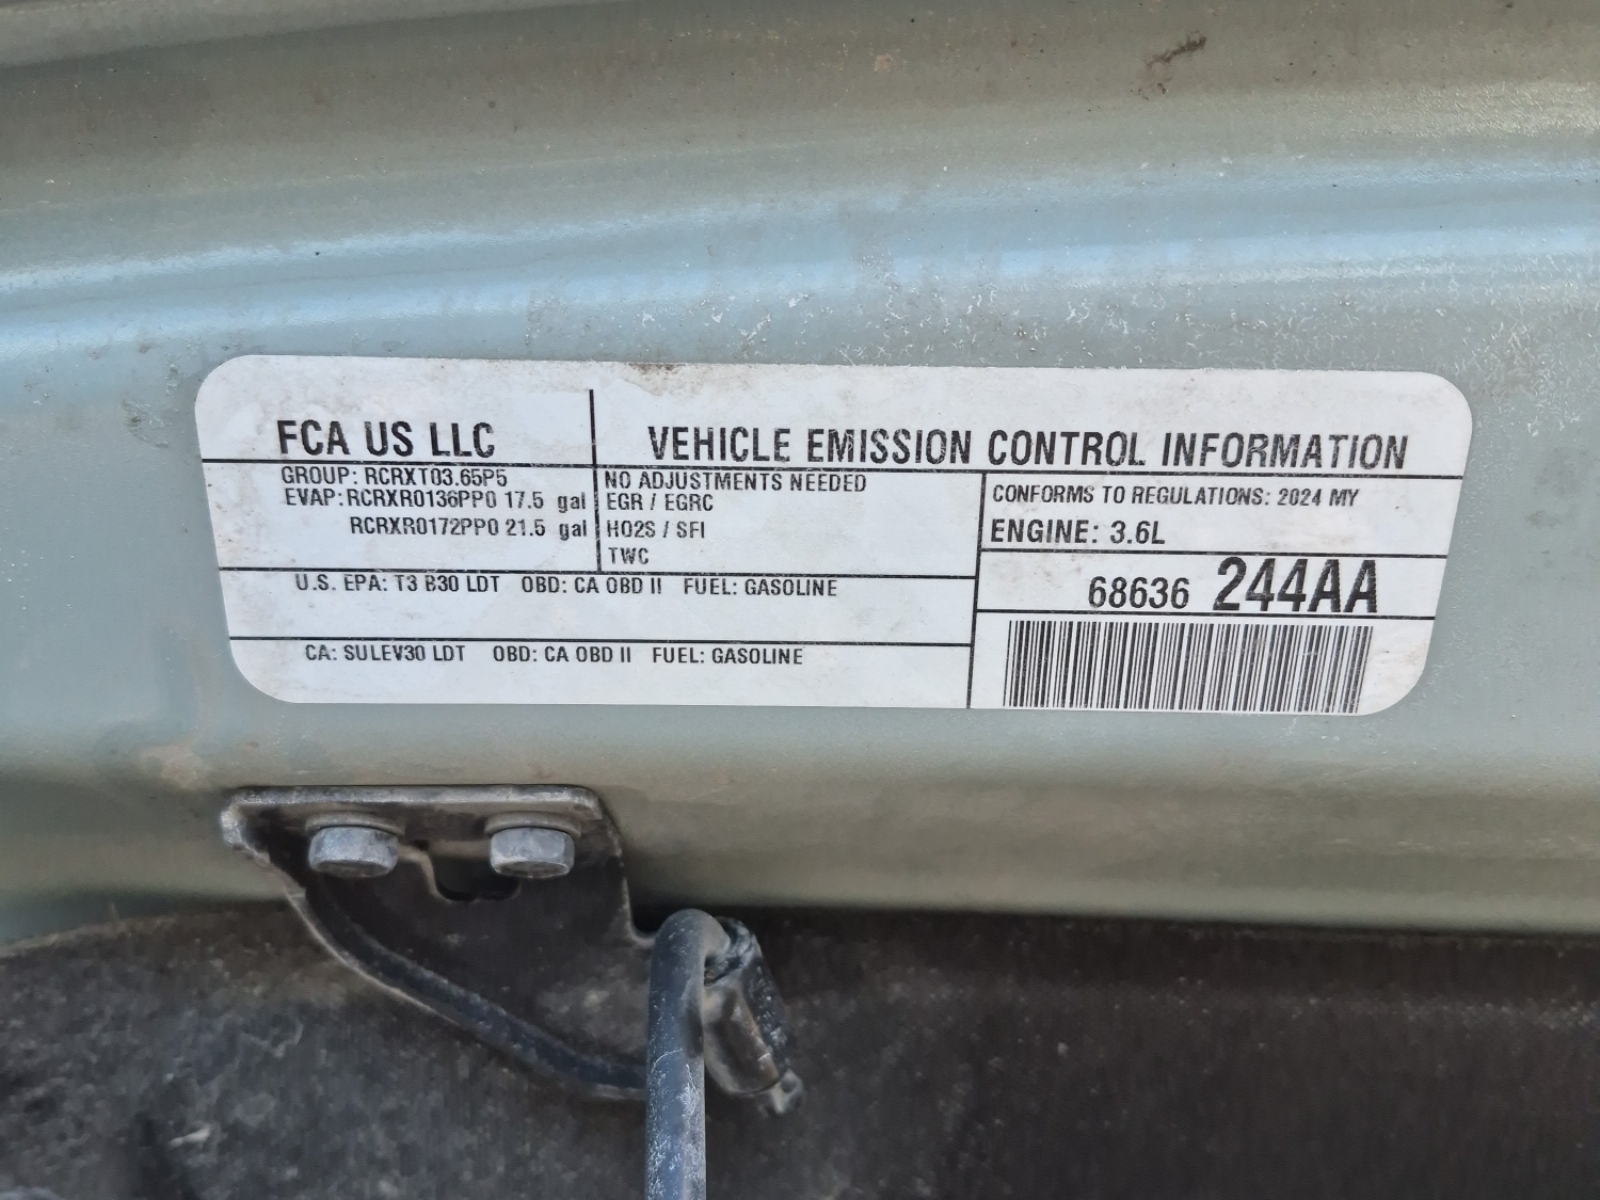 FCA US LLC
VEHICLE EMISSION CONTROL INFORMATION
GROUP: RCRXT03.65P5
EVAP: RCRXR0136PP0 17.5 gal
RCRXR0172PP0 21.5 gal
NO ADJUSTMENTS NEEDED
EGR / EGRC
HO2S / SFI
TWC
CONFORMS TO REGULATIONS: 2024 MY
ENGINE: 3.6L
68636 244AA
U.S. EPA: T3 B30 LDT OBD: CA OBD II FUEL: GASOLINE
CA: SULEV30 LDT OBD: CA OBD II FUEL: GASOLINE